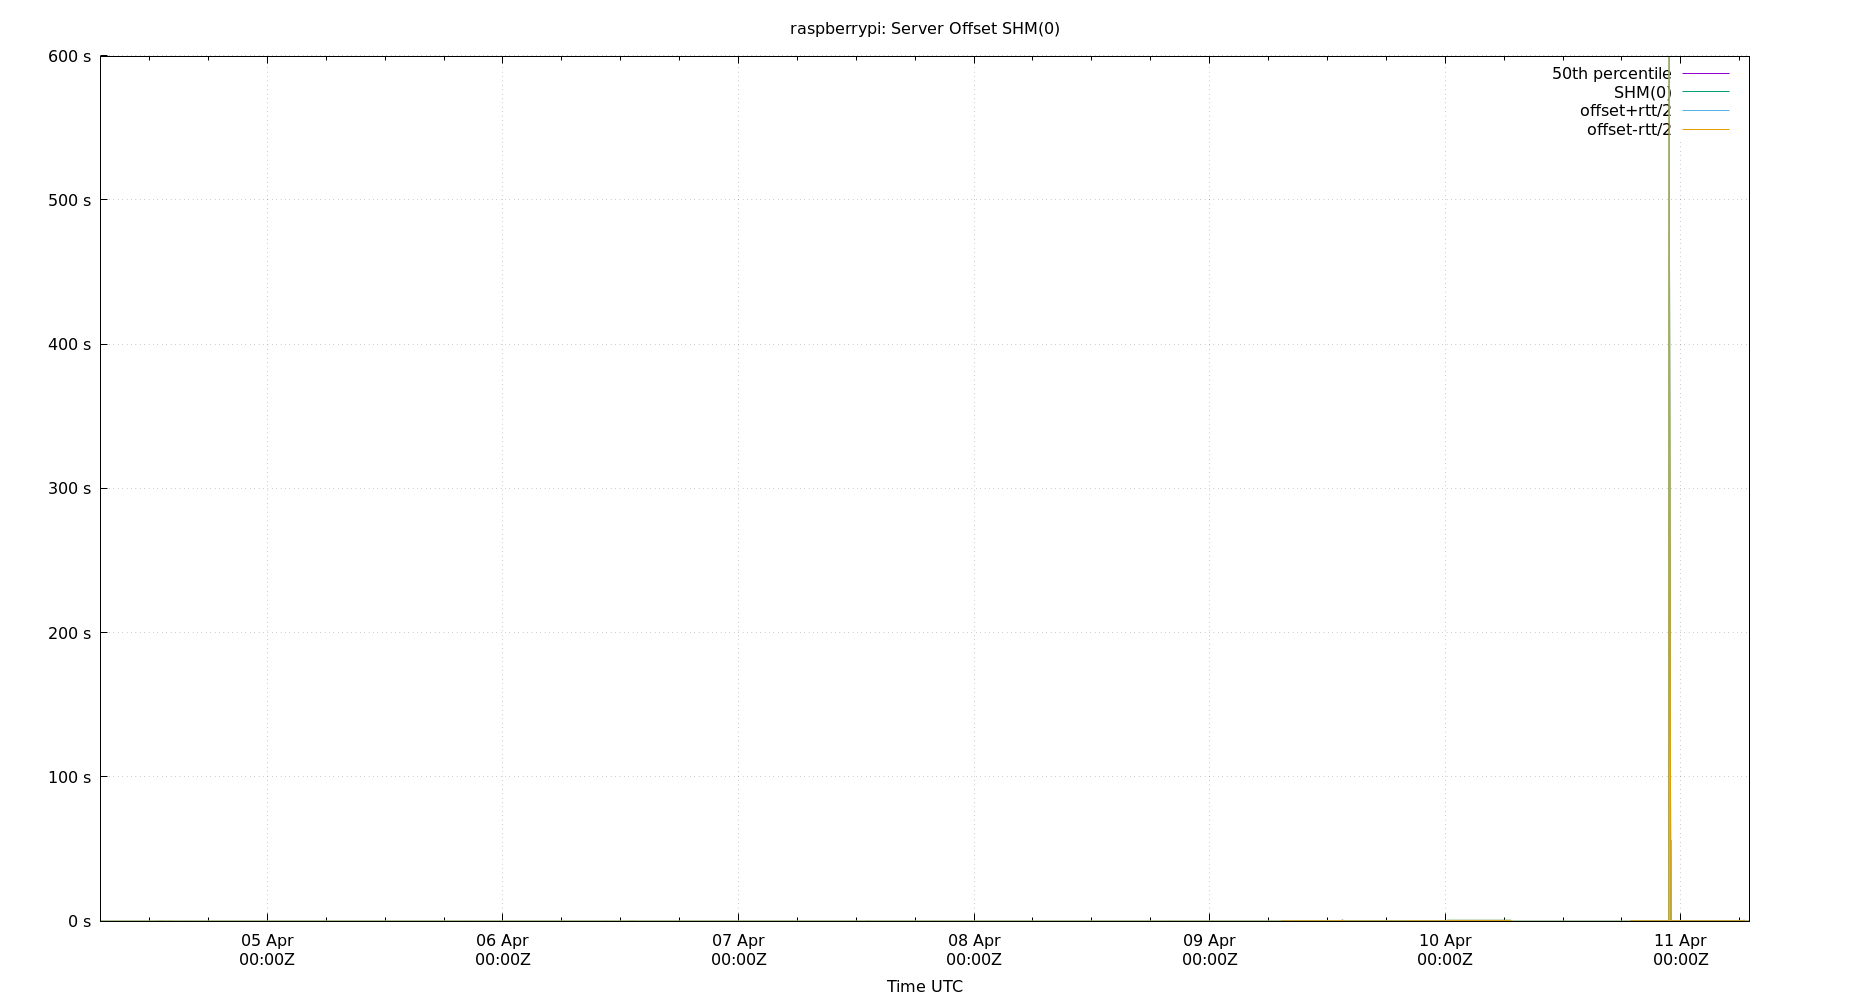 raspberrypi: Server Offset SHM(0)
600 s
50th percentile
SHM(0)
offset+rtt/2
offset-rtt/2
500 s
400 s
300 s
200 s
100 s
0 s
05 Apr 06 Apr 07 Apr 08 Apr 09 Apr 10 Apr 11 Apr
00:00Z 00:00Z 00:00Z 00:00Z 00:00Z 00:00Z 00:00Z
Time UTC